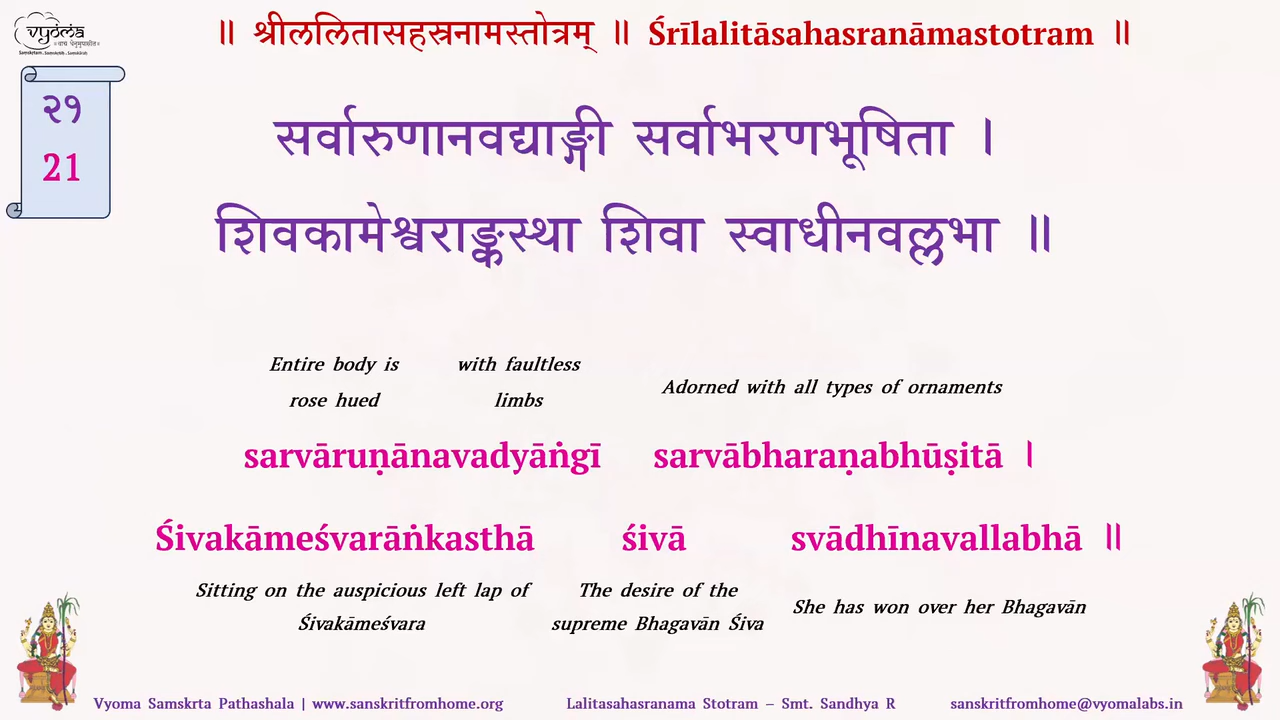 vyoma
॥ श्रीललितासहस्रनामस्तोत्रम् ॥ Śrīlalitāsahasranāmastotram ॥
२१
21
सर्वारुणानवद्याङ्गी सर्वाभरणभूषिता ।
शिवकामेश्वराङ्कस्था शिवा स्वाधीनवल्लभा ॥
Entire body is with faultless
rose hued limbs
Adorned with all types of ornaments
sarvāruṇānavadyāṅgī sarvābharaṇabhūṣitā ।
Śivakāmeśvarāṅkasthā śivā svādhīnavallabhā ॥
Sitting on the auspicious left lap of
Śivakāmeśvara
The desire of the
supreme Bhagavān Śiva
She has won over her Bhagavān
Vyoma Samskrta Pathashala | www.sanskritfromhome.org Lalitasahasranama Stotram – Smt. Sandhya R sanskritfromhome@vyomalabs.in